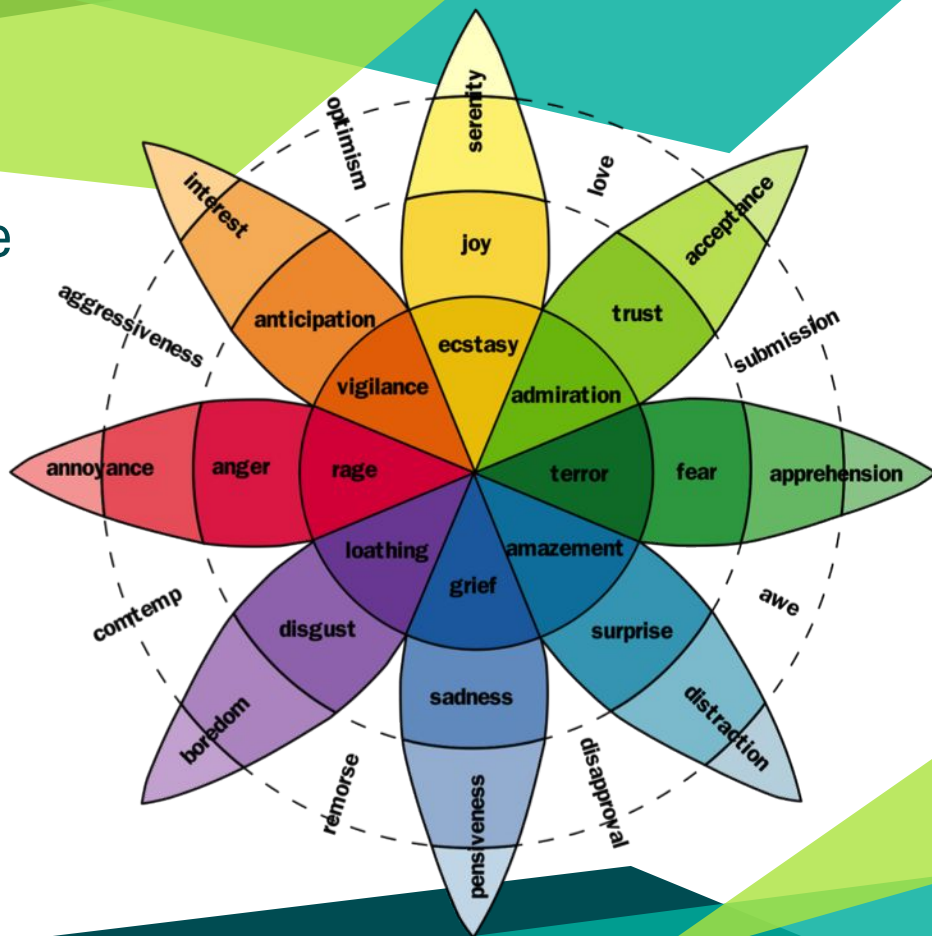 e
serenity
optimism
love
interest
acceptance
joy
aggressiveness
anticipation
trust
submission
ecstasy
vigilance
admiration
annoyance
anger
rage
terror
fear
apprehension
loathing
amazement
grief
comtemp
disgust
surprise
awe
sadness
boredom
distraction
remorse
disapproval
pensiveness